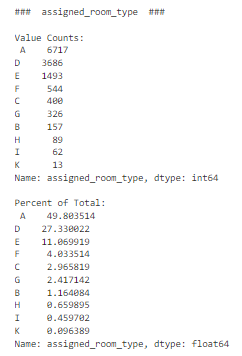 ### assigned_room_type ###
Value Counts:
A 6717
D 3686
E 1493
F 544
C 400
G 326
B 157
H 89
I 62
K 13
Name: assigned_room_type, dtype: int64
Percent of Total:
A 49.803514
D 27.330022
E 11.069919
F 4.033514
C 2.965819
G 2.417142
B 1.164084
H 0.659895
I 0.459702
K 0.096389
Name: assigned_room_type, dtype: float64